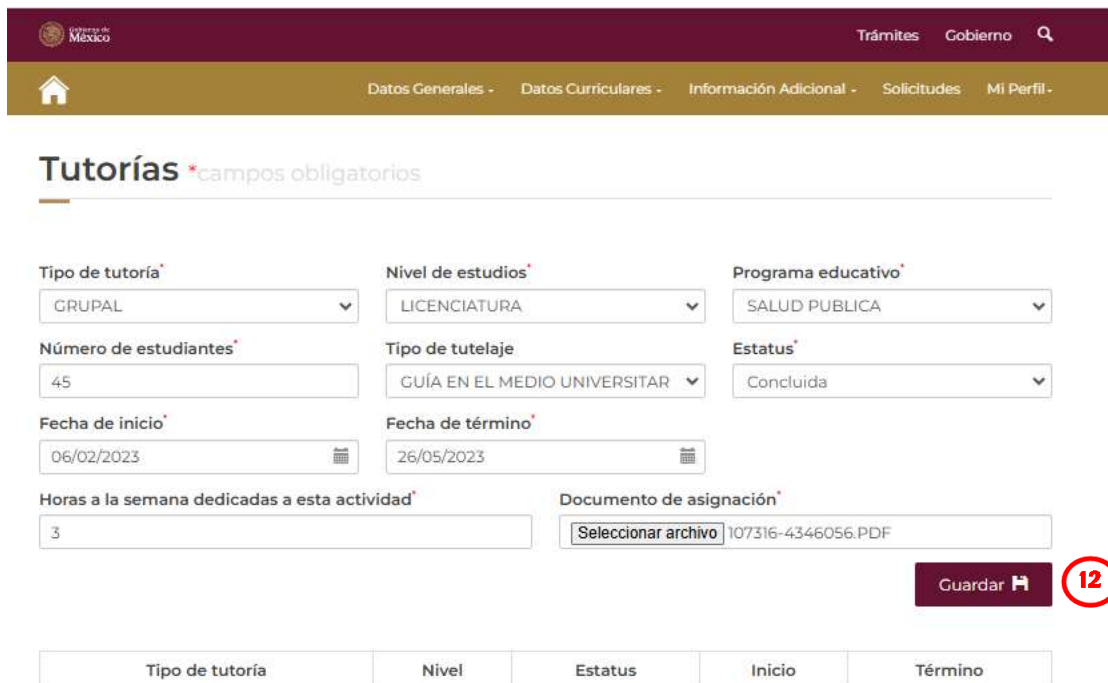 Gobierno de
México
Trámites Gobierno
Datos Generales Datos Curriculares Información Adicional Solicitudes Mi Perfil
Tutorías *campos obligatorios
Tipo de tutoría* Nivel de estudios* Programa educativo*
GRUPAL LICENCIATURA SALUD PUBLICA
Número de estudiantes* Tipo de tutelaje Estatus*
45 GUÍA EN EL MEDIO UNIVERSITAR Concluida
Fecha de inicio* Fecha de término*
06/02/2023 26/05/2023
Horas a la semana dedicadas a esta actividad* Documento de asignación*
3 Seleccionar archivo 107316-4346056.PDF
Guardar 12
Tipo de tutoría Nivel Estatus Inicio Término